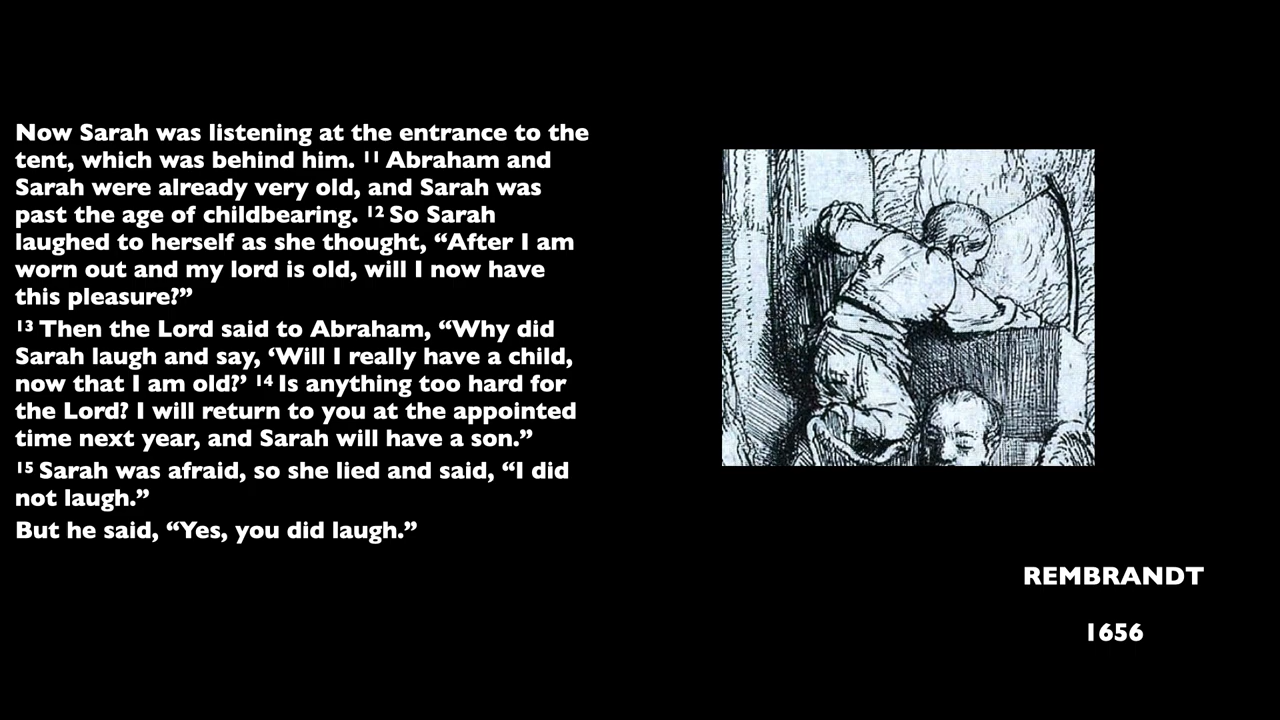 Now Sarah was listening at the entrance to the
tent, which was behind him. 11 Abraham and
Sarah were already very old, and Sarah was
past the age of childbearing. 12 So Sarah
laughed to herself as she thought, “After I am
worn out and my lord is old, will I now have
this pleasure?”
13 Then the Lord said to Abraham, “Why did
Sarah laugh and say, ‘Will I really have a child,
now that I am old?’ 14 Is anything too hard for
the Lord? I will return to you at the appointed
time next year, and Sarah will have a son.”
15 Sarah was afraid, so she lied and said, “I did
not laugh.”
But he said, “Yes, you did laugh.”
REMBRANDT
1656